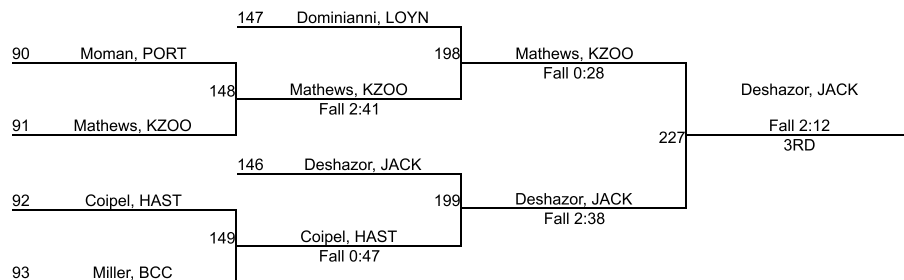 147 Dominianni, LOYN
90 Moman, PORT
198 Mathews, KZOO
Fall 0:28
148 Mathews, KZOO
Fall 2:41
Deshazor, JACK
91 Mathews, KZOO
Fall 2:12
227
3RD
146 Deshazor, JACK
92 Coipel, HAST
199 Deshazor, JACK
Fall 2:38
149 Coipel, HAST
Fall 0:47
93 Miller, BCC